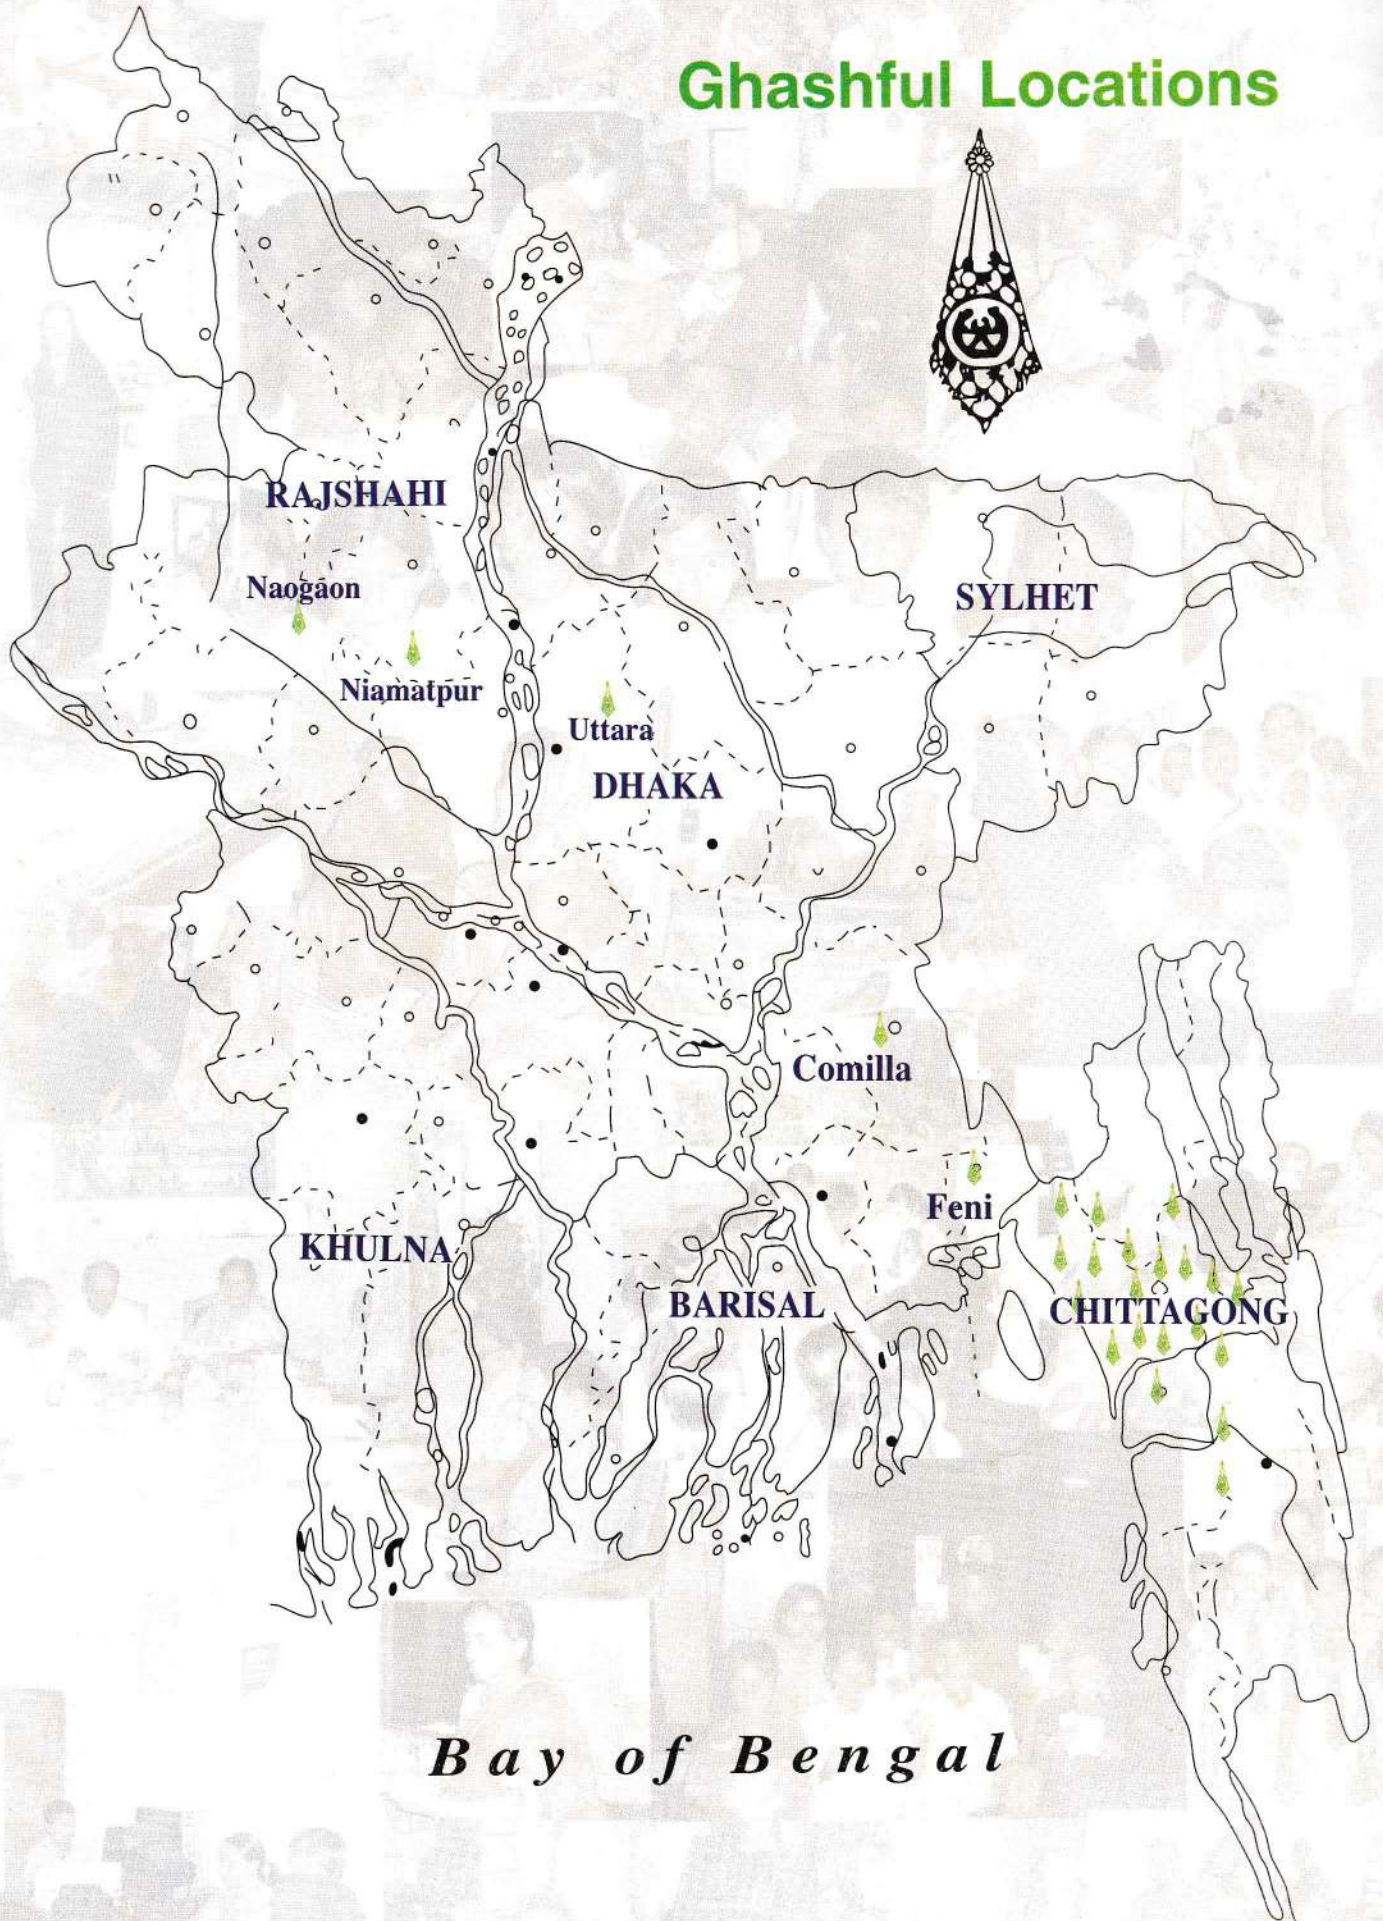 Ghashful Locations
RAJSHAHI
Naogaon
SYLHET
Niamatpur
Uttara
DHAKA
Comilla
Feni
KHULNA
BARISAL
CHITTAGONG
Bay of Bengal